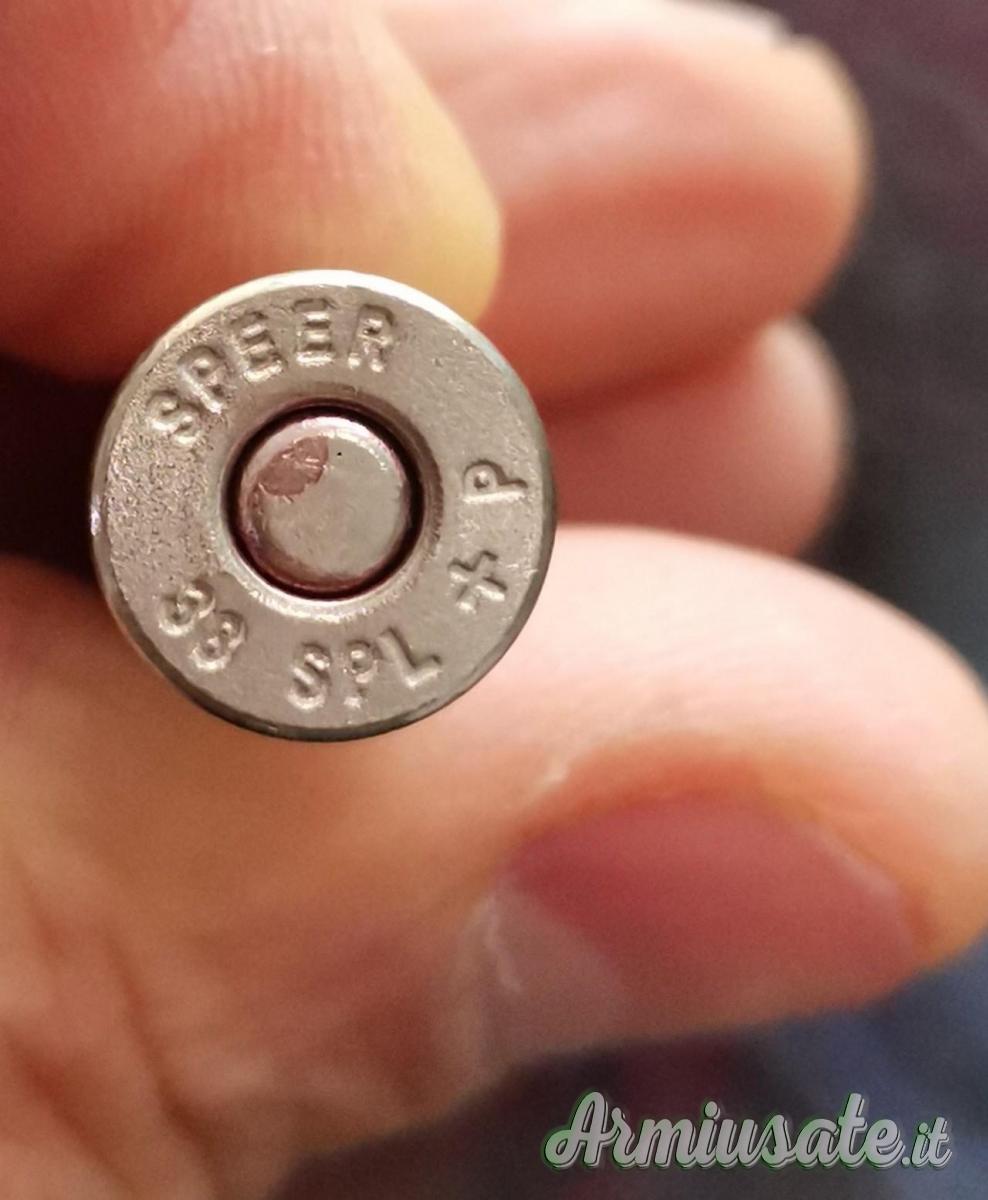 SPEER
38 SPL + P
Armiusate.it